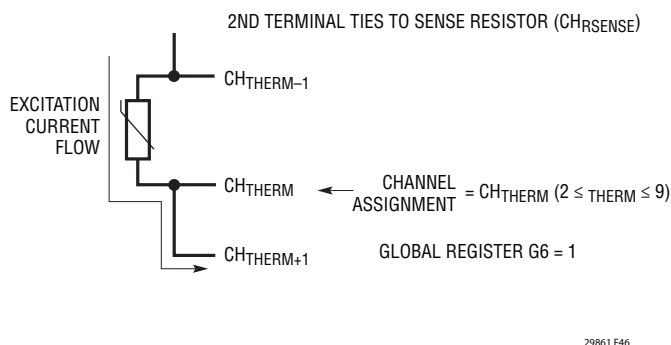 2ND TERMINAL TIES TO SENSE RESISTOR (CHRSENSE)
CHTHERM–1
EXCITATION
CURRENT
FLOW
CHTHERM
CHANNEL
ASSIGNMENT
= CHTHERM (2 ≤ THERM ≤ 9)
CHTHERM+1
GLOBAL REGISTER G6 = 1
29861 F46